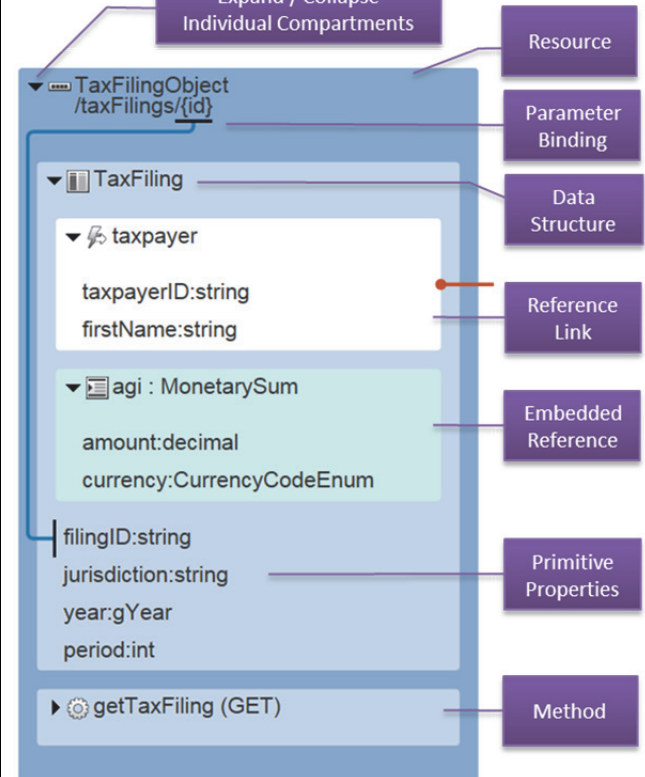 Expand / Collapse
Individual Compartments
Resource
TaxFilingObject
/taxFilings/{id}
Parameter
Binding
TaxFiling
Data
Structure
taxpayer
taxpayerID:string
firstName:string
Reference
Link
agi : MonetarySum
amount:decimal
currency:CurrencyCodeEnum
Embedded
Reference
filingID:string
jurisdiction:string
year:gYear
period:int
Primitive
Properties
getTaxFiling (GET)
Method